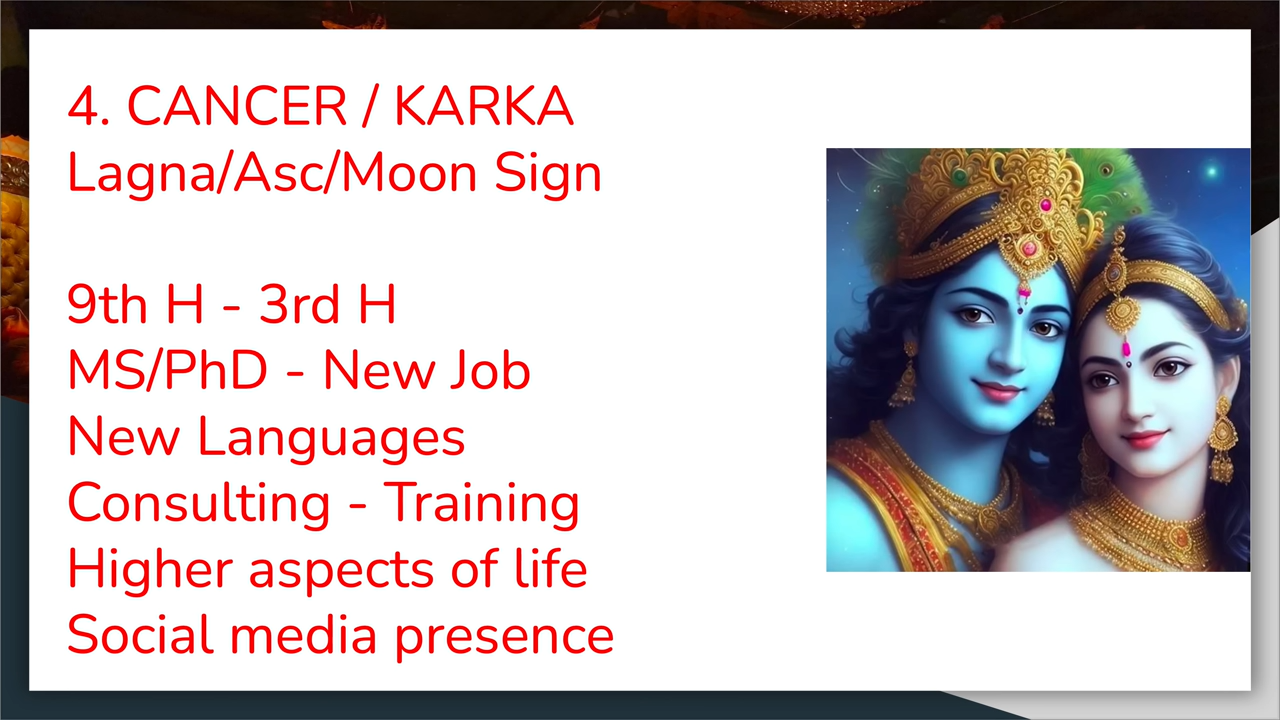 4. CANCER / KARKA
Lagna/Asc/Moon Sign
9th H - 3rd H
MS/PhD - New Job
New Languages
Consulting - Training
Higher aspects of life
Social media presence